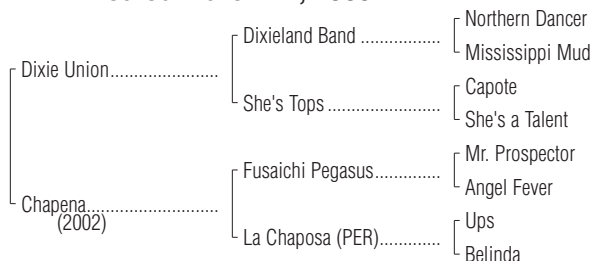 Northern Dancer
Dixieland Band ................
Mississippi Mud
Dixie Union......................
Capote
She's Tops .......................
She's a Talent
Mr. Prospector
Fusaichi Pegasus.............
Angel Fever
Chapena...........................
(2002)
Ups
La Chaposa (PER)............
Belinda